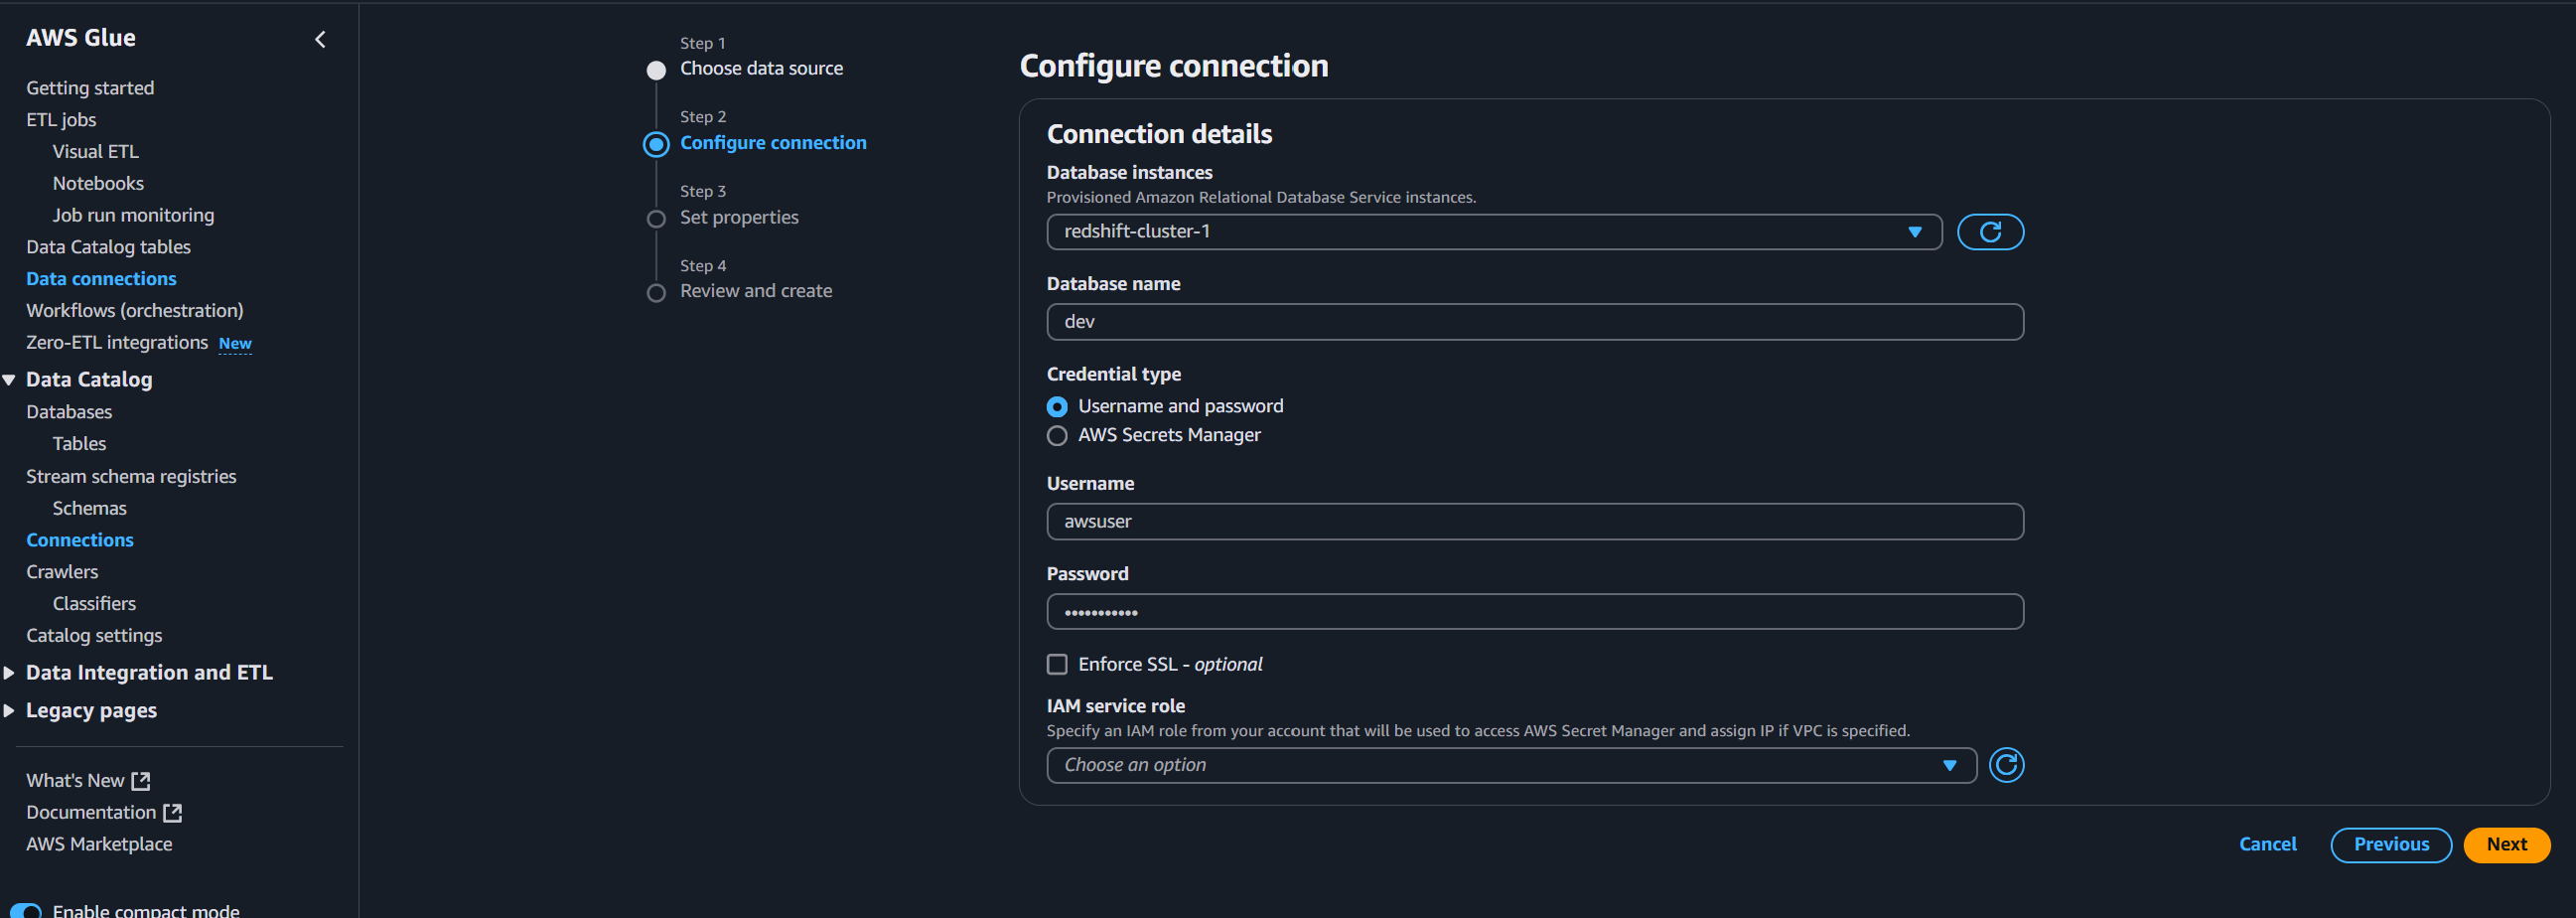 AWS Glue
Getting started
ETL jobs
Visual ETL
Notebooks
Job run monitoring
Data Catalog tables
Data connections
Workflows (orchestration)
Zero-ETL integrations New
Data Catalog
Databases
Tables
Stream schema registries
Schemas
Connections
Crawlers
Classifiers
Catalog settings
Data Integration and ETL
Legacy pages
What's New
Documentation
AWS Marketplace
Enable compact mode
Step 1
Choose data source
Step 2
Configure connection
Step 3
Set properties
Step 4
Review and create
Configure connection
Connection details
Database instances
Provisioned Amazon Relational Database Service instances.
redshift-cluster-1
Database name
dev
Credential type
Username and password
AWS Secrets Manager
Username
awsuser
Password
•••••••••••
Enforce SSL - optional
IAM service role
Specify an IAM role from your account that will be used to access AWS Secret Manager and assign IP if VPC is specified.
Choose an option
Cancel
Previous
Next